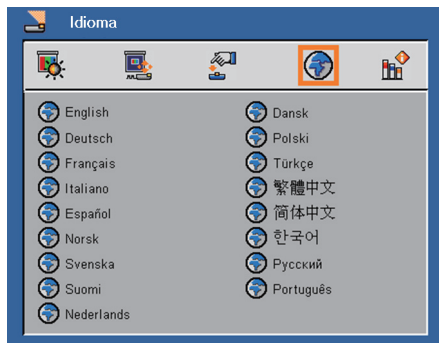 Idioma
English
Deutsch
Français
Italiano
Español
Norsk
Svenska
Suomi
Nederlands
Dansk
Polski
Türkçe
繁體中文
简体中文
한국어
Русский
Português